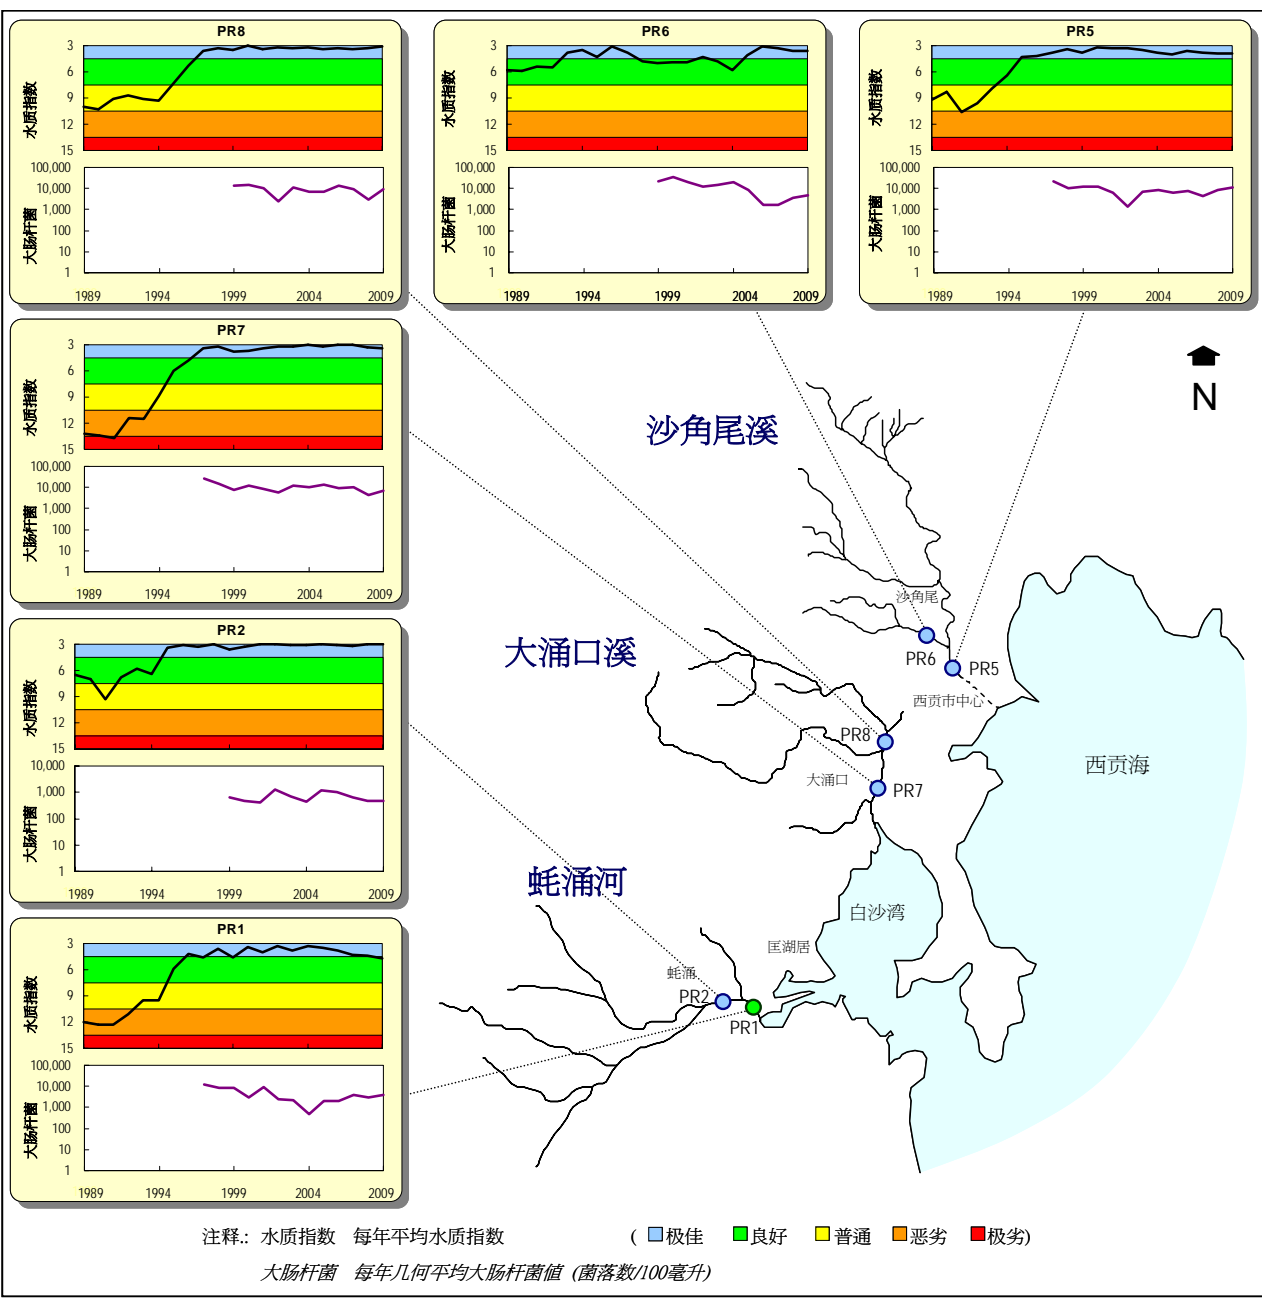 PR8
3
6
9
12
15
水质指数
100,000
10,000
1,000
100
10
1
大肠杆菌
1989 1994 1999 2004 2009
PR6
3
6
9
12
15
水质指数
100,000
10,000
1,000
100
10
1
大肠杆菌
1989 1994 1999 2004 2009
PR5
3
6
9
12
15
水质指数
100,000
10,000
1,000
100
10
1
大肠杆菌
1989 1994 1999 2004 2009
PR7
3
6
9
12
15
水质指数
100,000
10,000
1,000
100
10
1
大肠杆菌
1989 1994 1999 2004 2009
PR2
3
6
9
12
15
水质指数
10,000
1,000
100
10
1
大肠杆菌
1989 1994 1999 2004 2009
PR1
3
6
9
12
15
水质指数
100,000
10,000
1,000
100
10
1
大肠杆菌
1989 1994 1999 2004 2009
N
沙角尾溪
沙角尾
PR6
PR5
西贡市中心
大涌口溪
PR8
大涌口
PR7
西贡海
蚝涌河
白沙湾
匡湖居
蚝涌
PR2
PR1
注释.: 水质指数 每年平均水质指数 ( 极佳 良好 普通 恶劣 极劣)
大肠杆菌 每年几何平均大肠杆菌值 (菌落数/100毫升)